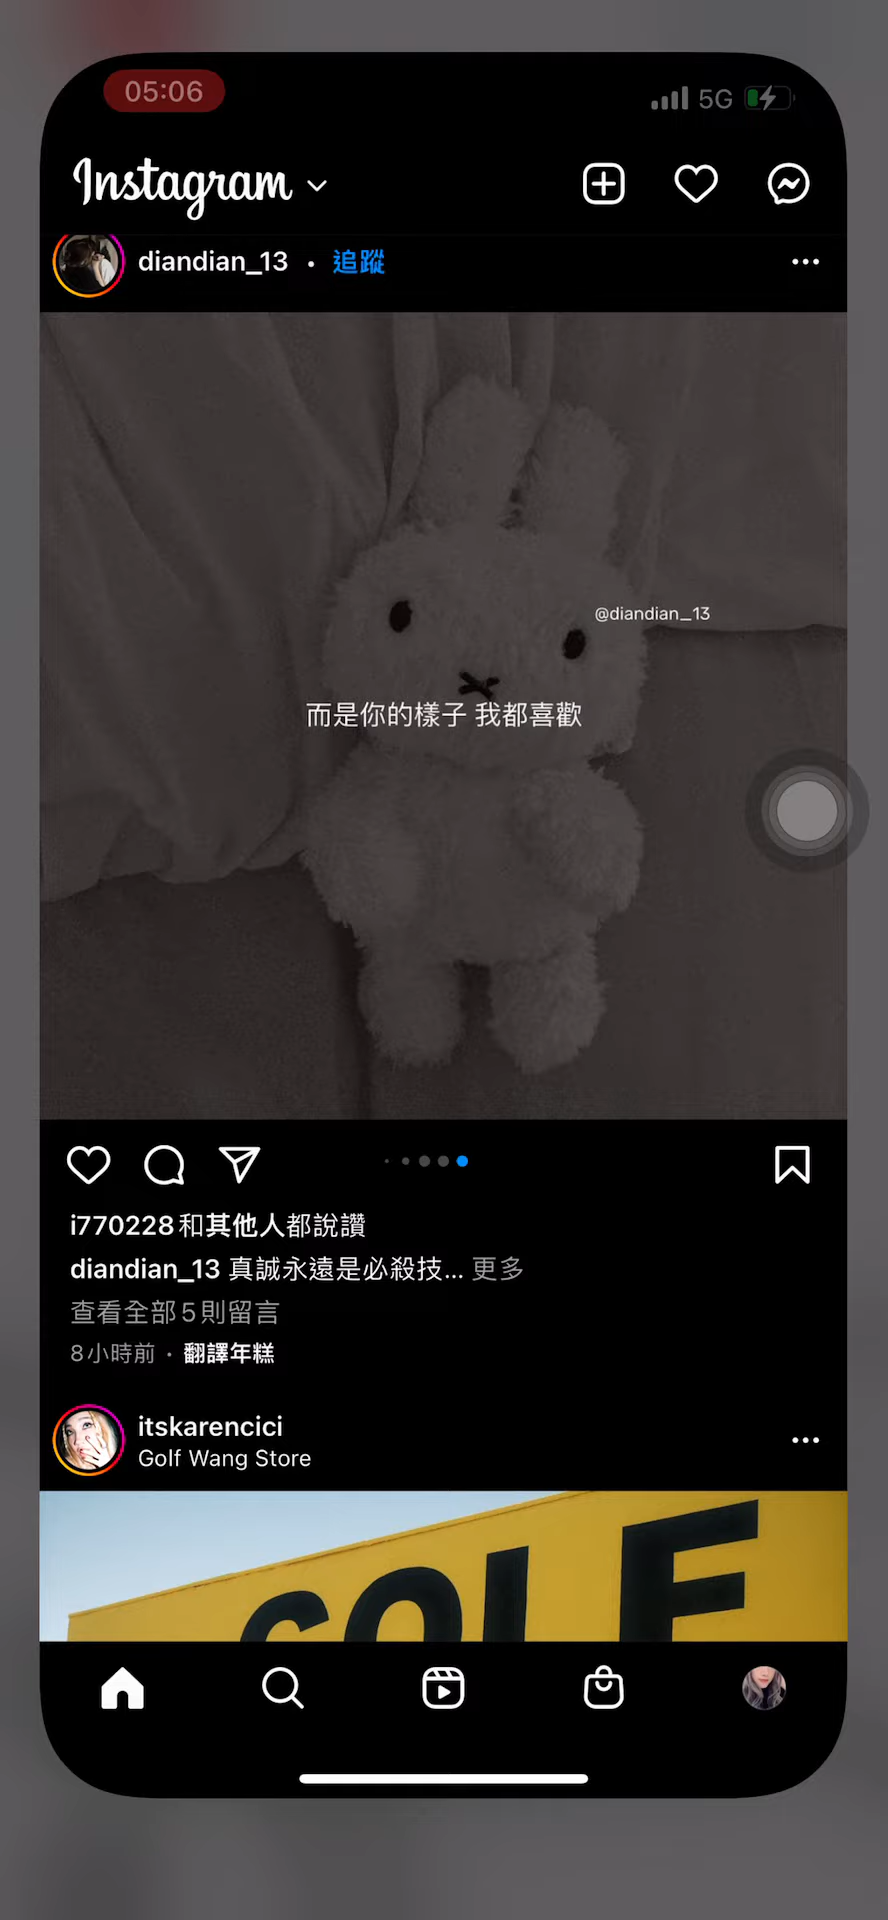 05:06
5G
Instagram
diandian_13 • 追蹤
@diandian_13
而是你的樣子 我都喜歡
i770228和其他人都說讚
diandian_13 真誠永遠是必殺技... 更多
查看全部 5 則留言
8 小時前 · 翻譯年糕
itskarencici
Golf Wang Store
GOLF